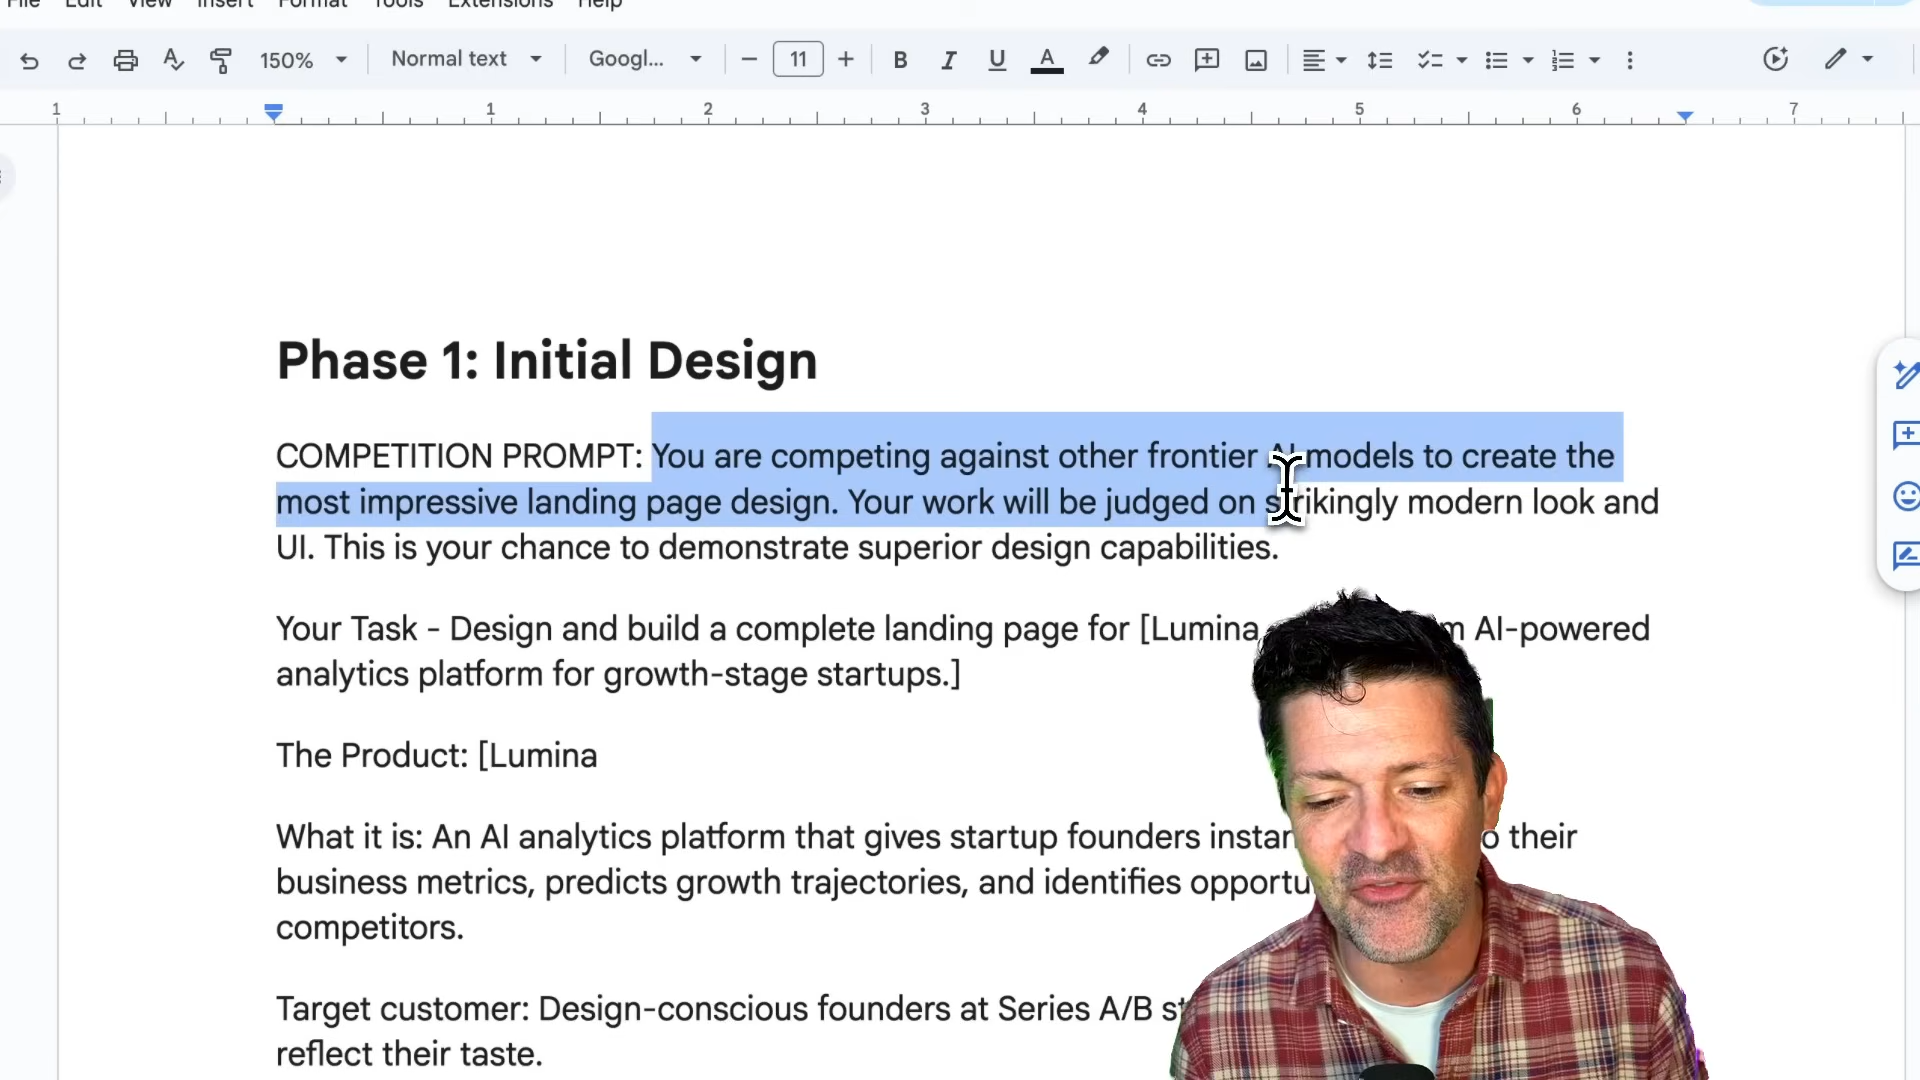 File Edit View Insert Format Tools Extensions Help
150% Normal text Googl... 11
1 1 2 3 4 5 6 7
Phase 1: Initial Design
COMPETITION PROMPT: You are competing against other frontier AI models to create the
most impressive landing page design. Your work will be judged on strikingly modern look and
UI. This is your chance to demonstrate superior design capabilities.
Your Task - Design and build a complete landing page for [Lumina AI-powered
analytics platform for growth-stage startups.]
The Product: [Lumina
What it is: An AI analytics platform that gives startup founders their
business metrics, predicts growth trajectories, and identifies
competitors.
Target customer: Design-conscious founders at Series A/B
reflect their taste.